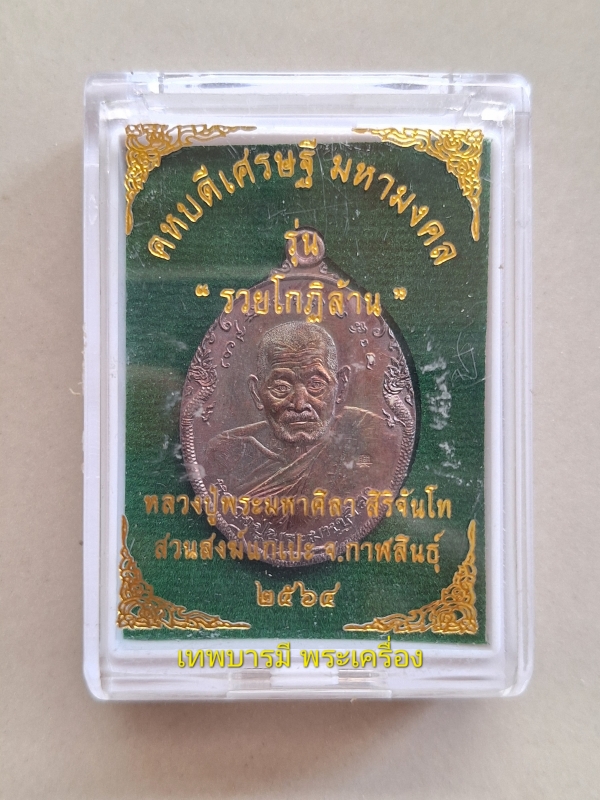 คหบดีเศรษฐี มหามงคล
รุ่น
“ รวยโกฏิล้าน ”
หลวงปู่พระมหาศิลา สิริจันโท
สวนสงฆ์แกเปะ จ.กาฬสินธุ์
๒๕๖๔
เทพบารมี พระเครื่อง